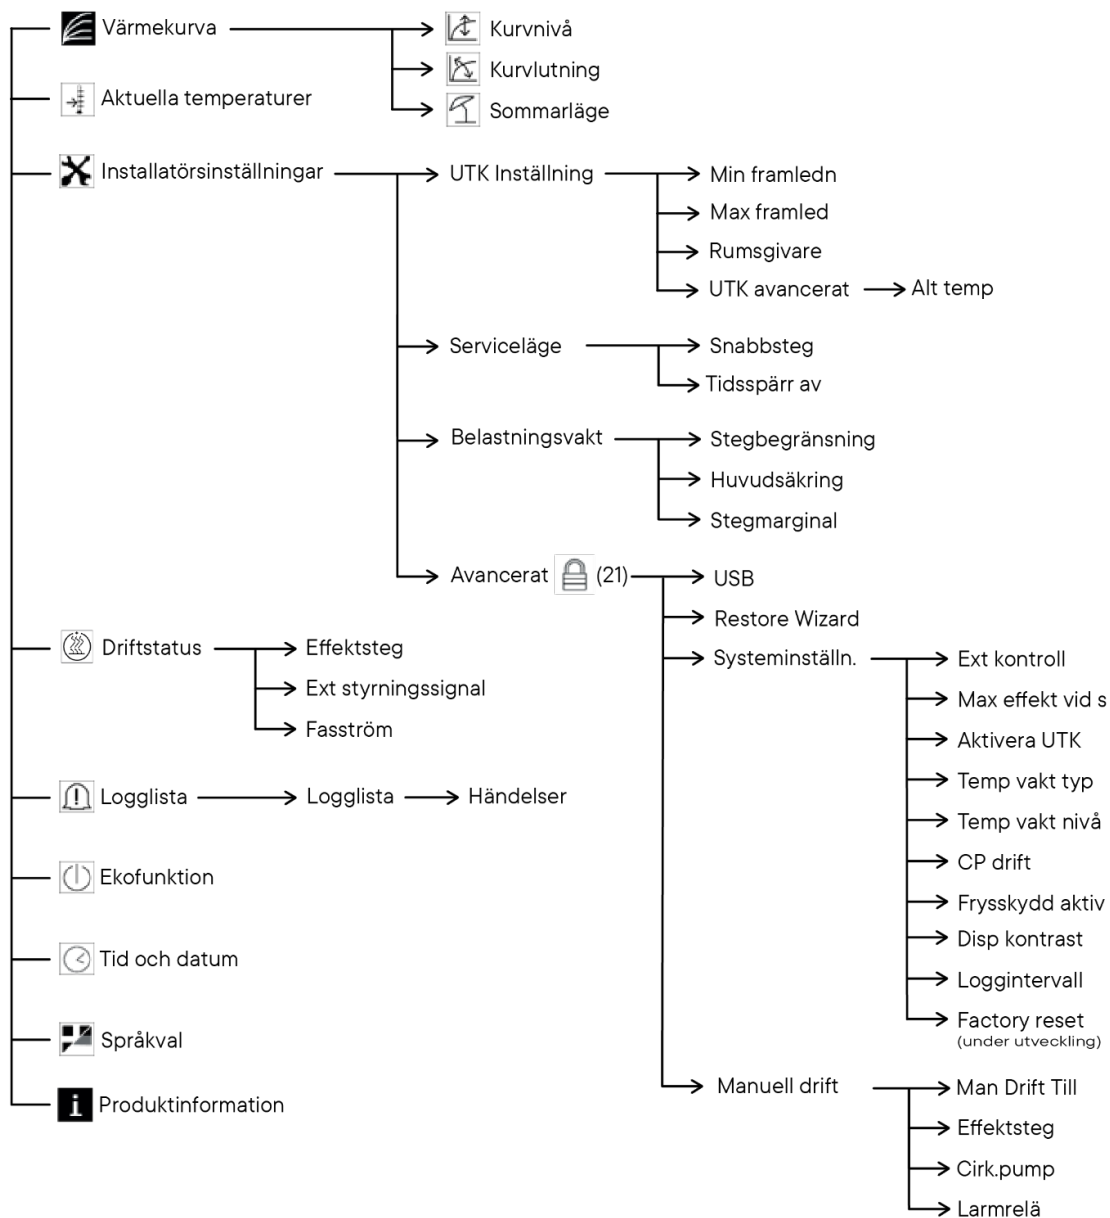 Värmekurva
Kurvnivå
Kurvlutning
Sommarläge
Aktuella temperaturer
Installatörsinställningar
UTK Inställning
Min framledn
Max framled
Rumsgivare
UTK avancerat
Alt temp
Serviceläge
Snabbsteg
Tidsspärr av
Belastningsvakt
Stegbegränsning
Huvudsäkring
Stegmarginal
Avancerat (21)
USB
Restore Wizard
Systeminställn.
Ext kontroll
Max effekt vid s
Aktivera UTK
Temp vakt typ
Temp vakt nivå
CP drift
Frysskydd aktiv
Disp kontrast
Loggintervall
Factory reset
(under utveckling)
Manuell drift
Man Drift Till
Effektsteg
Cirk.pump
Larmrelä
Driftstatus
Effektsteg
Ext styrningssignal
Fasström
Logglista
Logglista
Händelser
Ekofunktion
Tid och datum
Språkval
i Produktinformation